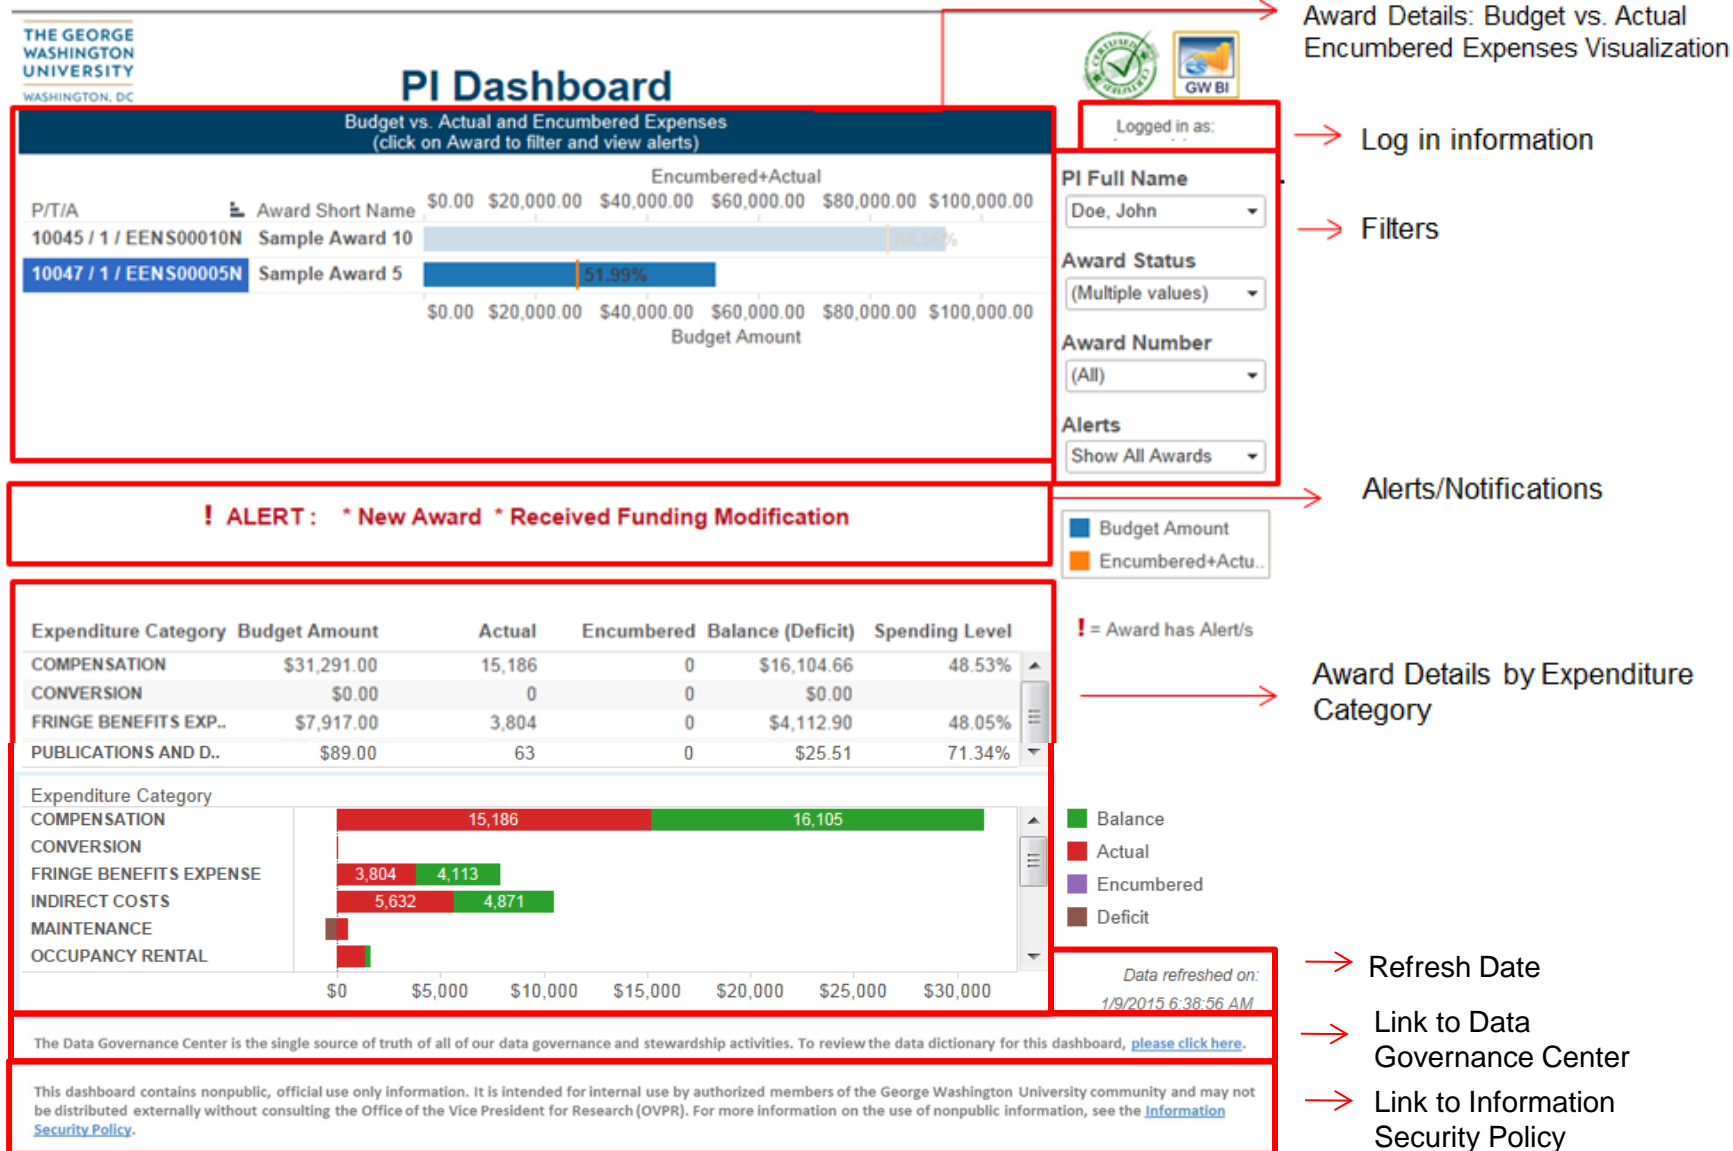 Award Details: Budget vs. Actual
Encumbered Expenses Visualization
THE GEORGE
WASHINGTON
UNIVERSITY
WASHINGTON, DC
PI Dashboard
CERTIFIED
GW BI
Budget vs. Actual and Encumbered Expenses
(click on Award to filter and view alerts)
Logged in as:
Log in information
Encumbered+Actual
P/T/A Award Short Name $0.00 $20,000.00 $40,000.00 $60,000.00 $80,000.00 $100,000.00
10045 / 1 / EENS00010N Sample Award 10
10047 / 1 / EENS00005N Sample Award 5 51.99%
$0.00 $20,000.00 $40,000.00 $60,000.00 $80,000.00 $100,000.00
Budget Amount
PI Full Name
Doe, John
Filters
Award Status
(Multiple values)
Award Number
(All)
Alerts
Show All Awards
! ALERT : * New Award * Received Funding Modification
Alerts/Notifications
Budget Amount
Encumbered+Actu..
! = Award has Alert/s
Expenditure Category Budget Amount Actual Encumbered Balance (Deficit) Spending Level
COMPENSATION $31,291.00 15,186 0 $16,104.66 48.53%
CONVERSION $0.00 0 0 $0.00
FRINGE BENEFITS EXP.. $7,917.00 3,804 0 $4,112.90 48.05%
PUBLICATIONS AND D.. $89.00 63 0 $25.51 71.34%
Award Details by Expenditure
Category
Expenditure Category
COMPENSATION 15,186 16,105
CONVERSION
FRINGE BENEFITS EXPENSE 3,804 4,113
INDIRECT COSTS 5,632 4,871
MAINTENANCE
OCCUPANCY RENTAL
$0 $5,000 $10,000 $15,000 $20,000 $25,000 $30,000
Balance
Actual
Encumbered
Deficit
Data refreshed on:
1/9/2015 6:38:56 AM
Refresh Date
The Data Governance Center is the single source of truth of all of our data governance and stewardship activities. To review the data dictionary for this dashboard, please click here.
Link to Data
Governance Center
This dashboard contains nonpublic, official use only information. It is intended for internal use by authorized members of the George Washington University community and may not
be distributed externally without consulting the Office of the Vice President for Research (OVPR). For more information on the use of nonpublic information, see the Information
Security Policy.
Link to Information
Security Policy